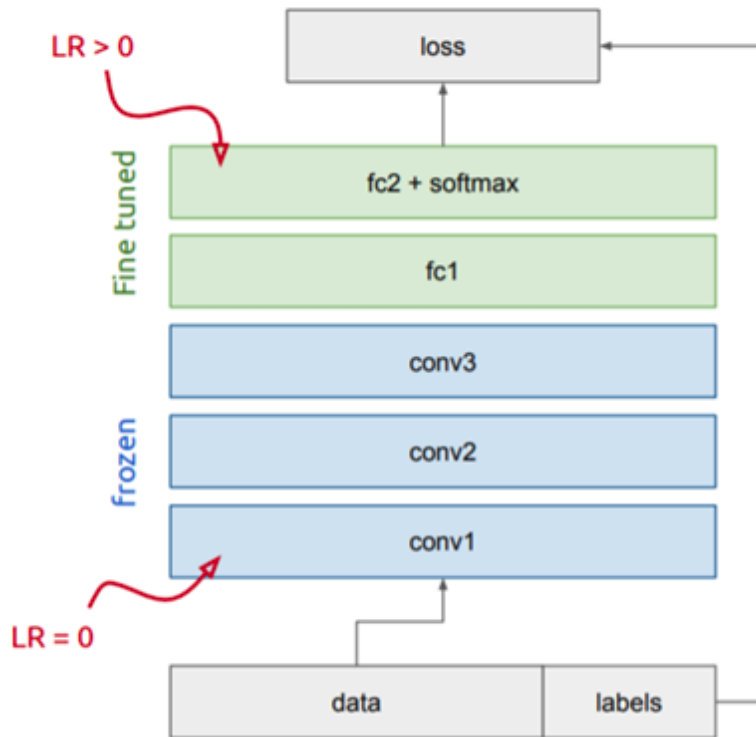 LR > 0
loss
Fine tuned
fc2 + softmax
fc1
frozen
conv3
conv2
conv1
LR = 0
data
labels